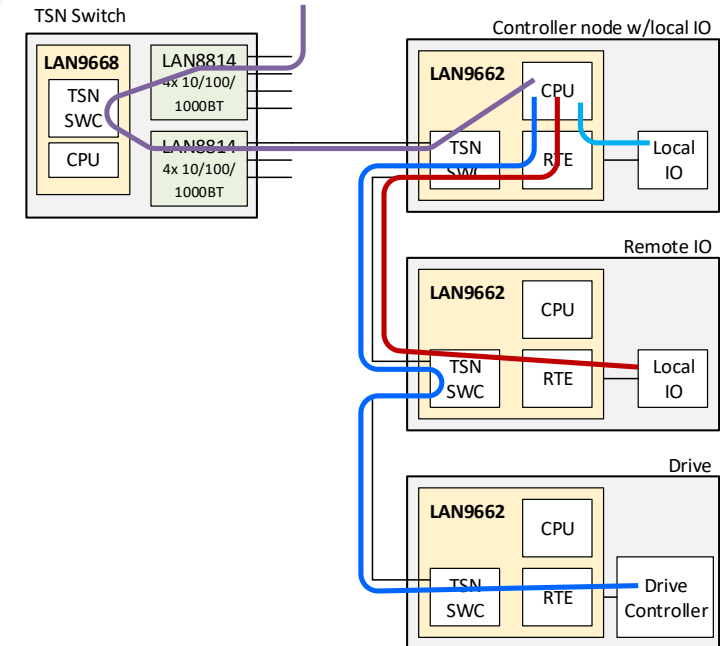 TSN Switch
LAN9668
TSN
SWC
CPU
LAN8814
4x 10/100/
1000BT
LAN8814
4x 10/100/
1000BT
Controller node w/local IO
LAN9662
CPU
TSN
SWC
RTE
Local
IO
Remote IO
LAN9662
CPU
TSN
SWC
RTE
Local
IO
Drive
LAN9662
CPU
TSN
SWC
RTE
Drive
Controller